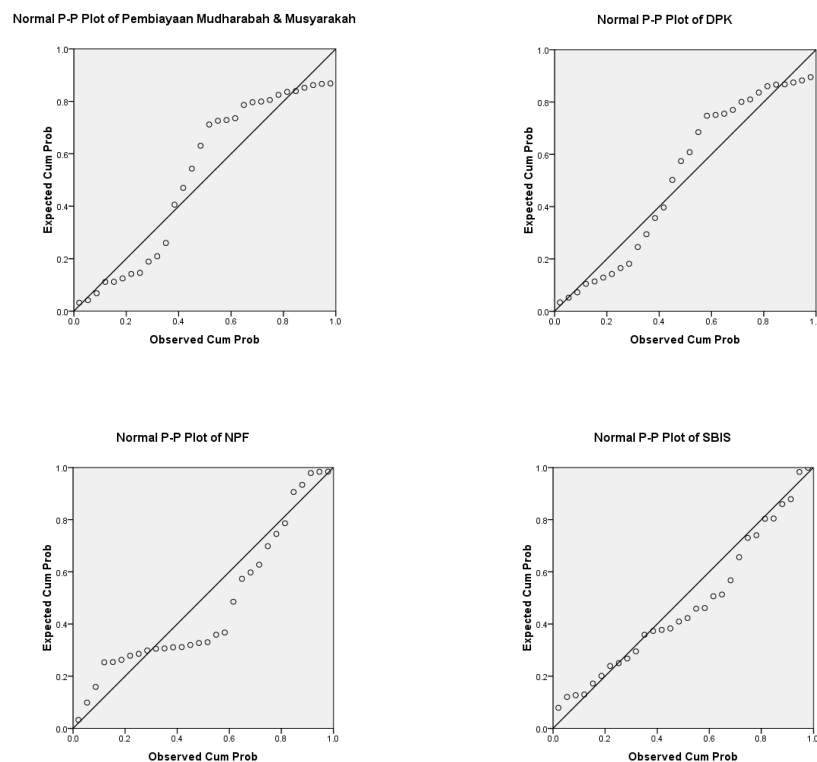 Normal P-P Plot of Pembiayaan Mudharabah & Musyarakah
1.0
0.8
0.6
0.4
0.2
0.0
Expected Cum Prob
0.0 0.2 0.4 0.6 0.8 1.0
Observed Cum Prob
Normal P-P Plot of DPK
1.0
0.8
0.6
0.4
0.2
0.0
Expected Cum Prob
0.0 0.2 0.4 0.6 0.8 1.
Observed Cum Prob
Normal P-P Plot of NPF
1.0
0.8
0.6
0.4
0.2
0.0
Expected Cum Prob
0.0 0.2 0.4 0.6 0.8 1.0
Observed Cum Prob
Normal P-P Plot of SBIS
1.0
0.8
0.6
0.4
0.2
0.0
Expected Cum Prob
0.0 0.2 0.4 0.6 0.8 1.0
Observed Cum Prob